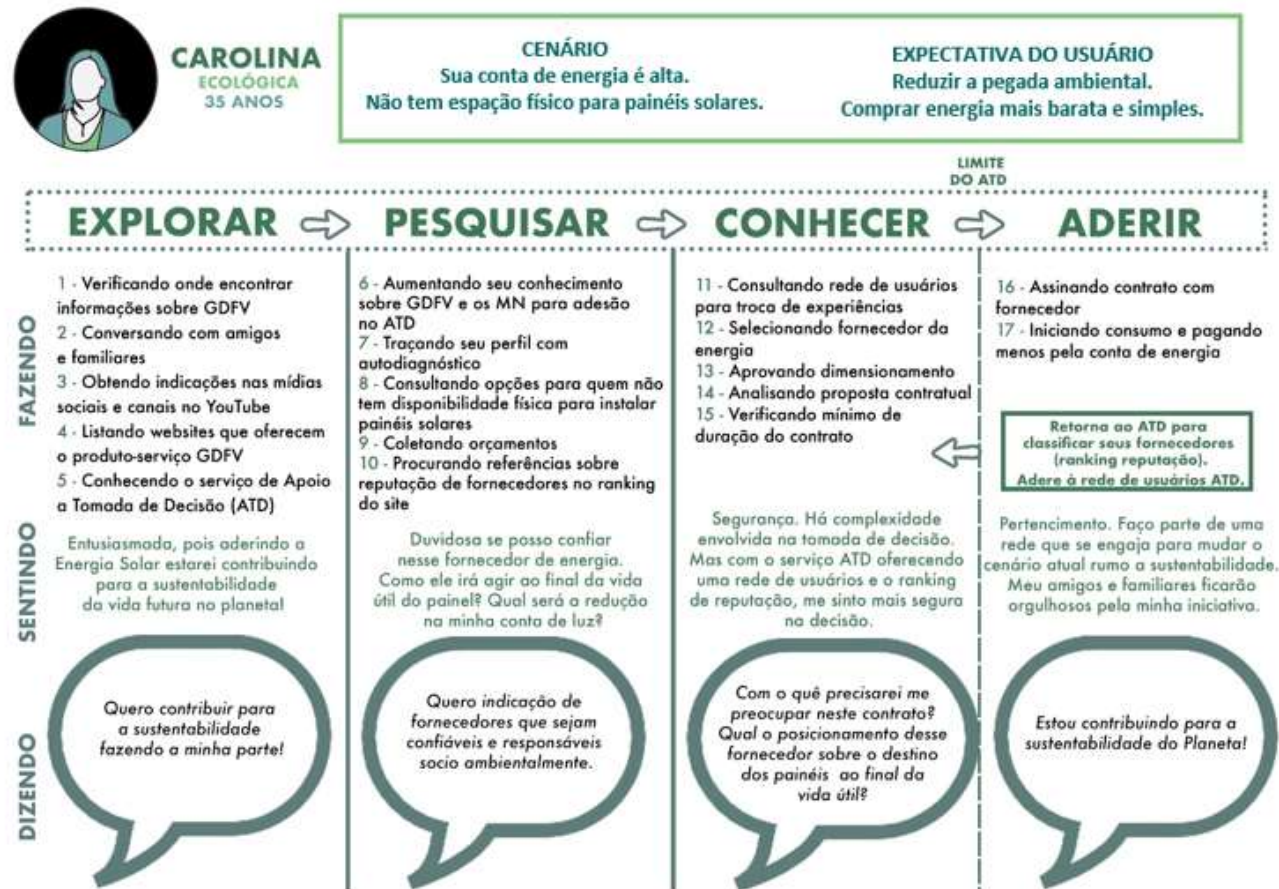 CAROLINA
ECOLÓGICA
35 ANOS
CENÁRIO
Sua conta de energia é alta.
Não tem espação físico para painéis solares.
EXPECTATIVA DO USUÁRIO
Reduzir a pegada ambiental.
Comprar energia mais barata e simples.
LIMITE
DO ATD
EXPLORAR
PESQUISAR
CONHECER
ADERIR
FAZENDO
1 - Verificando onde encontrar
informações sobre GDFV
2 - Conversando com amigos
e familiares
3 - Obtendo indicações nas mídias
sociais e canais no YouTube
4 - Listando websites que oferecem
o produto-serviço GDFV
5 - Conhecendo o serviço de Apoio
a Tomada de Decisão (ATD)
6 - Aumentando seu conhecimento
sobre GDFV e os MN para adesão
no ATD
7 - Traçando seu perfil com
autodiagnóstico
8 - Consultando opções para quem não
tem disponibilidade física para instalar
painéis solares
9 - Coletando orçamentos
10 - Procurando referências sobre
reputação de fornecedores no ranking
do site
11 - Consultando rede de usuários
para troca de experiências
12 - Selecionando fornecedor da
energia
13 - Aprovando dimensionamento
14 - Analisando proposta contratual
15 - Verificando mínimo de
duração do contrato
16 - Assinando contrato com
fornecedor
17 - Iniciando consumo e pagando
menos pela conta de energia
Retorna ao ATD para
classificar seus fornecedores
(ranking reputação).
Adere à rede de usuários ATD.
SENTINDO
Entusiasmada, pois aderindo a
Energia Solar estarei contribuindo
para a sustentabilidade
da vida futura no planeta!
Duvidosa se posso confiar
nesse fornecedor de energia.
Como ele irá agir ao final da vida
útil do painel? Qual será a redução
na minha conta de luz?
Segurança. Há complexidade
envolvida na tomada de decisão.
Mas com o serviço ATD oferecendo
uma rede de usuários e o ranking
de reputação, me sinto mais segura
na decisão.
Pertencimento. Faço parte de uma
rede que se engaja para mudar o
cenário atual rumo a sustentabilidade.
Meu amigos e familiares ficarão
orgulhosos pela minha iniciativa.
DIZENDO
Quero contribuir para
a sustentabilidade
fazendo a minha parte!
Quero indicação de
fornecedores que sejam
confiáveis e responsáveis
socio ambientalmente.
Com o quê precisarei me
preocupar neste contrato?
Qual o posicionamento desse
fornecedor sobre o destino
dos painéis ao final da
vida útil?
Estou contribuindo para a
sustentabilidade do Planeta!